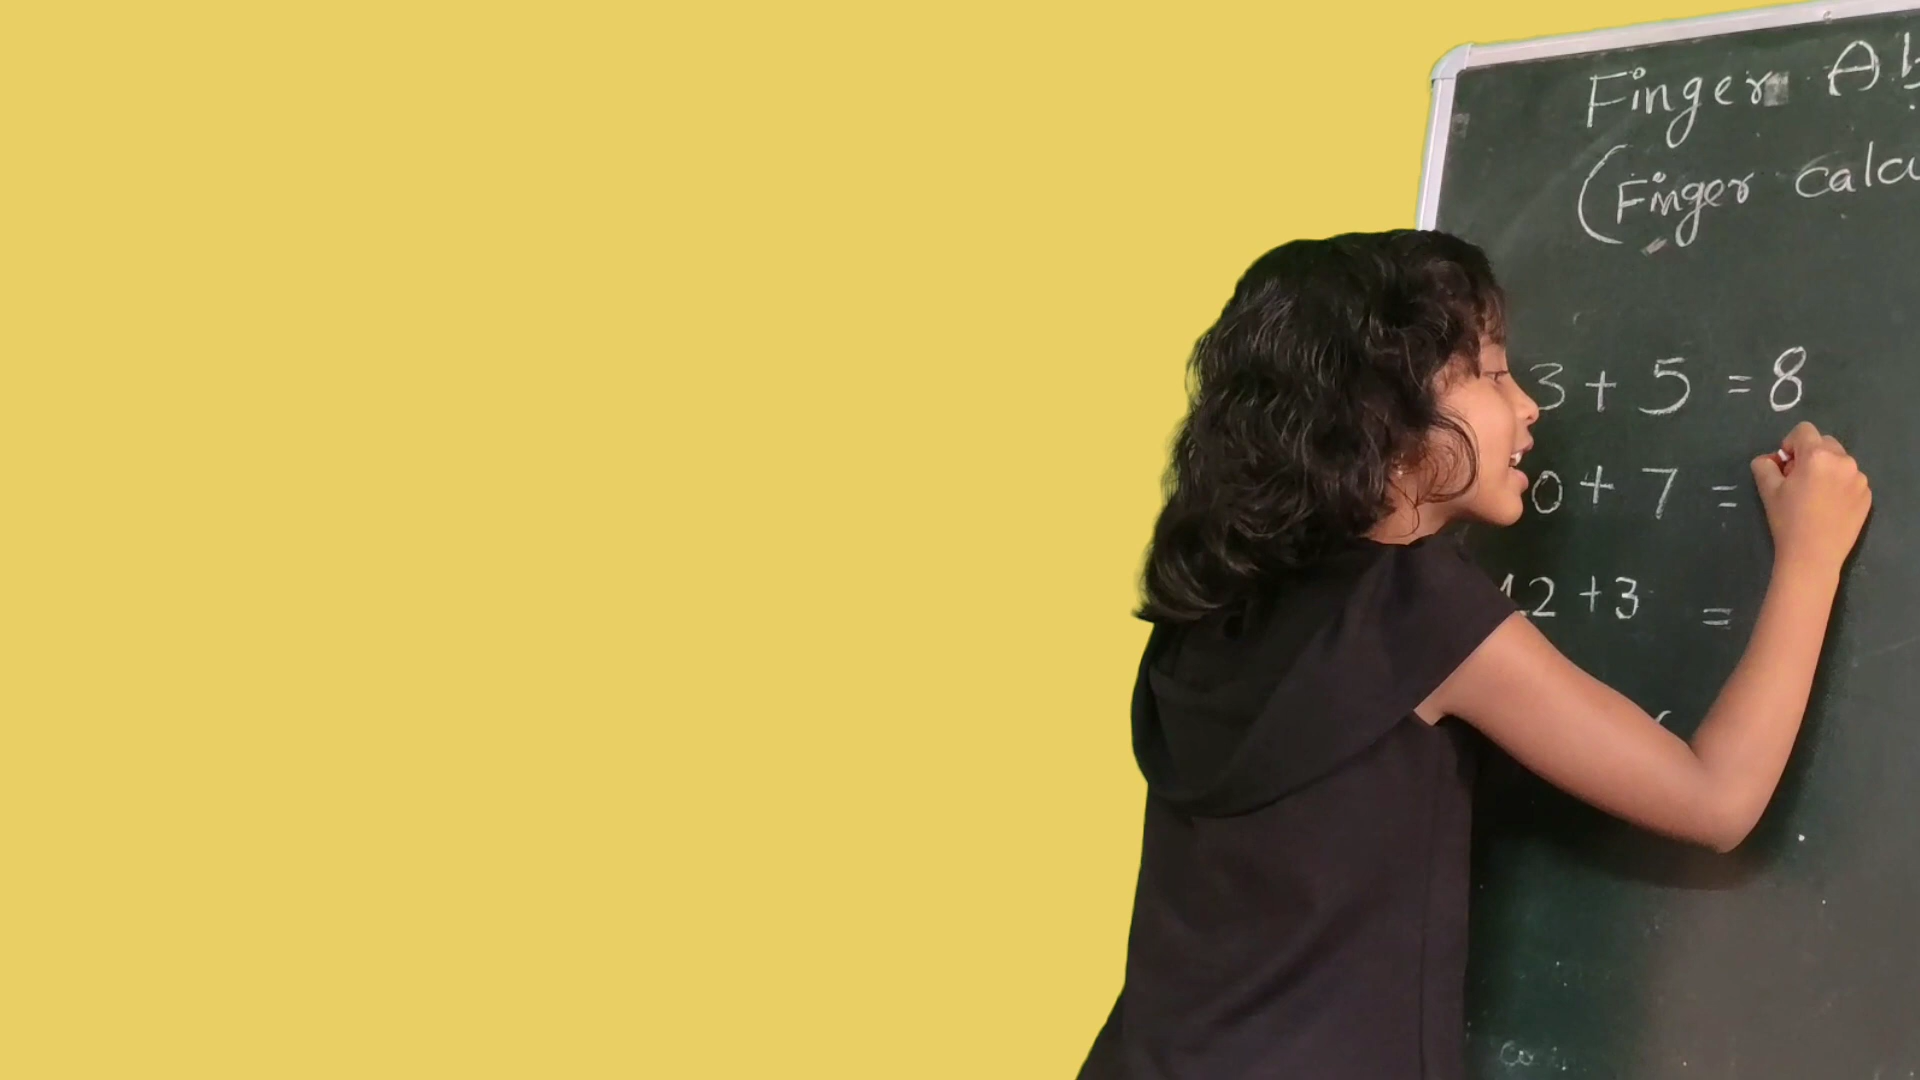 Finger Ab
(Finger calcu
3 + 5 = 8
0 + 7 =
12 + 3 =